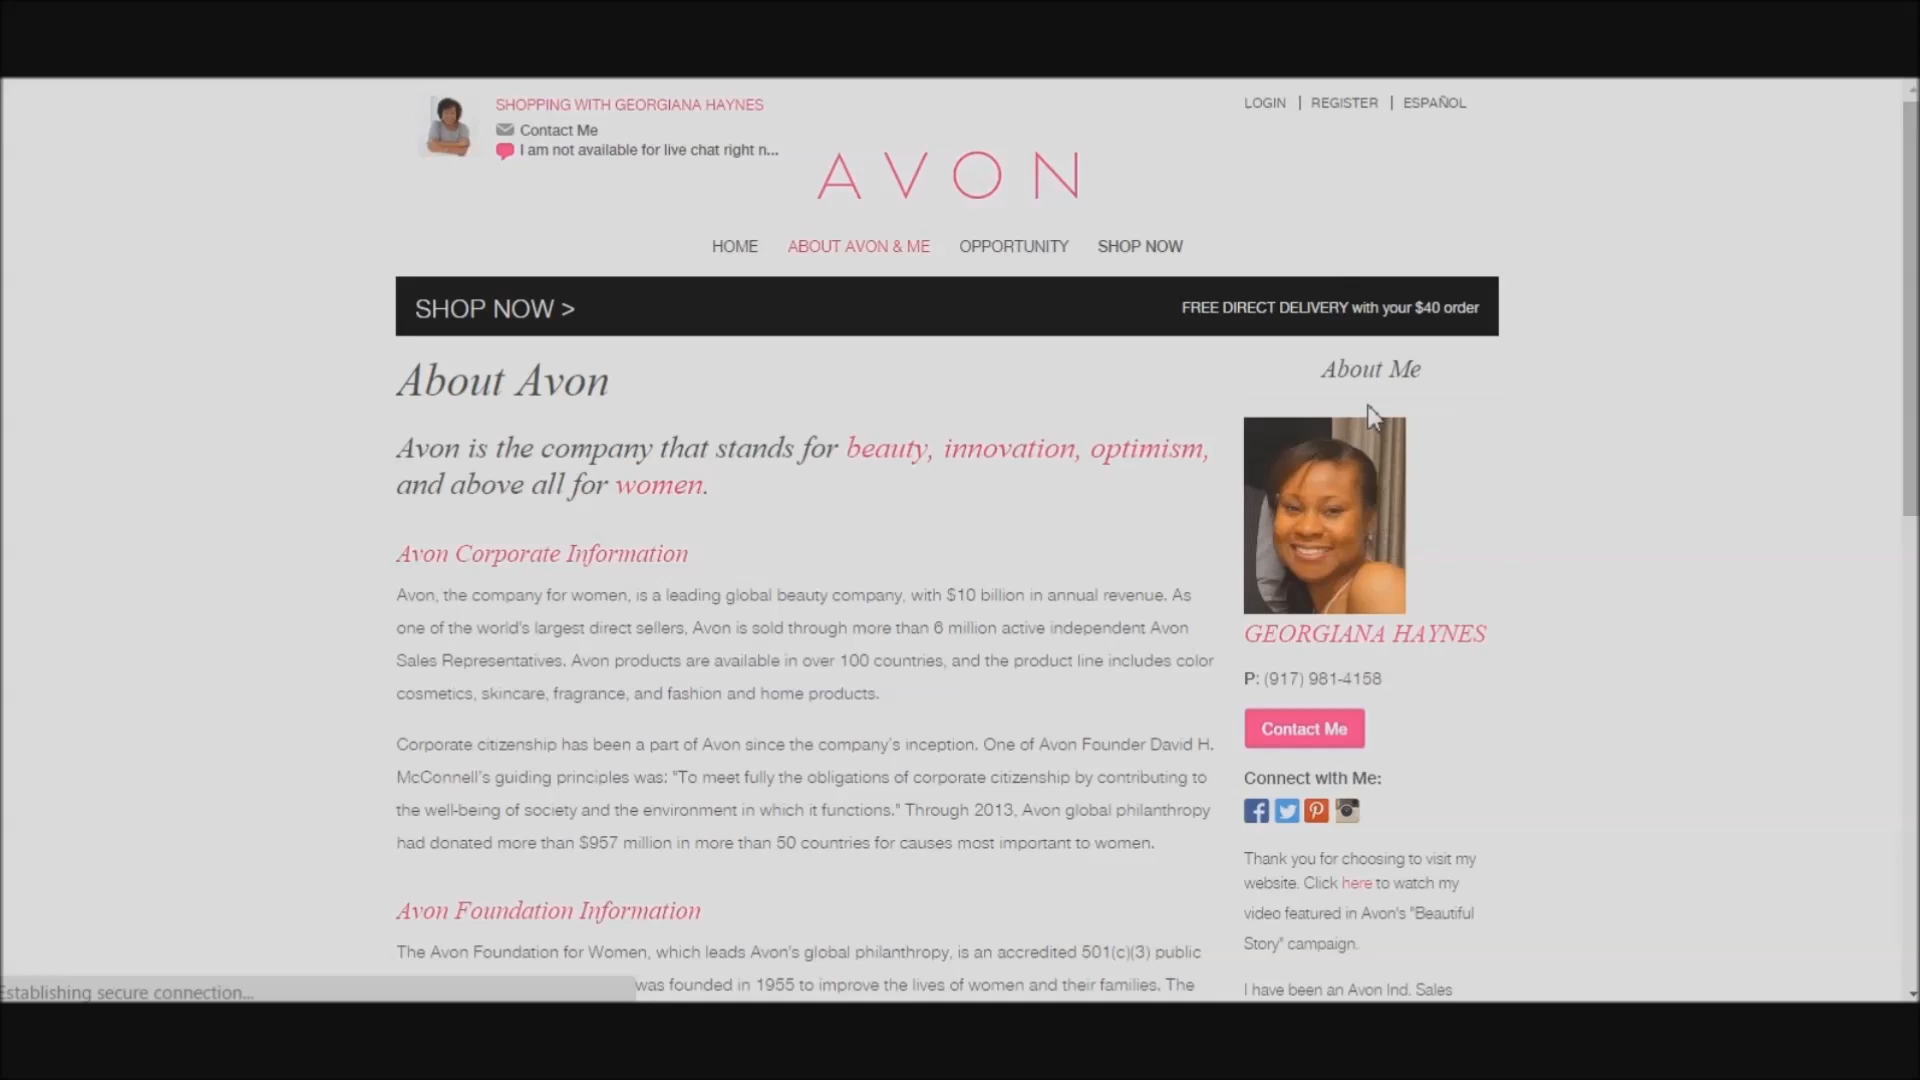 SHOPPING WITH GEORGIANA HAYNES
Contact Me
I am not available for live chat right n...
LOGIN | REGISTER | ESPAÑOL
AVON
HOME ABOUT AVON & ME OPPORTUNITY SHOP NOW
SHOP NOW >
FREE DIRECT DELIVERY with your $40 order
About Avon
Avon is the company that stands for beauty, innovation, optimism,
and above all for women.
Avon Corporate Information
Avon, the company for women, is a leading global beauty company, with $10 billion in annual revenue. As
one of the world's largest direct sellers, Avon is sold through more than 6 million active independent Avon
Sales Representatives. Avon products are available in over 100 countries, and the product line includes color
cosmetics, skincare, fragrance, and fashion and home products.
Corporate citizenship has been a part of Avon since the company's inception. One of Avon Founder David H.
McConnell's guiding principles was: "To meet fully the obligations of corporate citizenship by contributing to
the well-being of society and the environment in which it functions." Through 2013, Avon global philanthropy
had donated more than $957 million in more than 50 countries for causes most important to women.
Avon Foundation Information
The Avon Foundation for Women, which leads Avon's global philanthropy, is an accredited 501(c)(3) public
was founded in 1955 to improve the lives of women and their families. The
About Me
GEORGIANA HAYNES
P: (917) 981-4158
Contact Me
Connect with Me:
Thank you for choosing to visit my
website. Click here to watch my
video featured in Avon's "Beautiful
Story" campaign.
I have been an Avon Ind. Sales
Establishing secure connection...